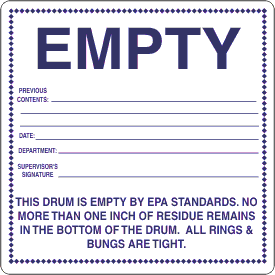 EMPTY
PREVIOUS
CONTENTS:
DATE:
DEPARTMENT:
SUPERVISOR'S
SIGNATURE
THIS DRUM IS EMPTY BY EPA STANDARDS. NO
MORE THAN ONE INCH OF RESIDUE REMAINS
IN THE BOTTOM OF THE DRUM. ALL RINGS &
BUNGS ARE TIGHT.